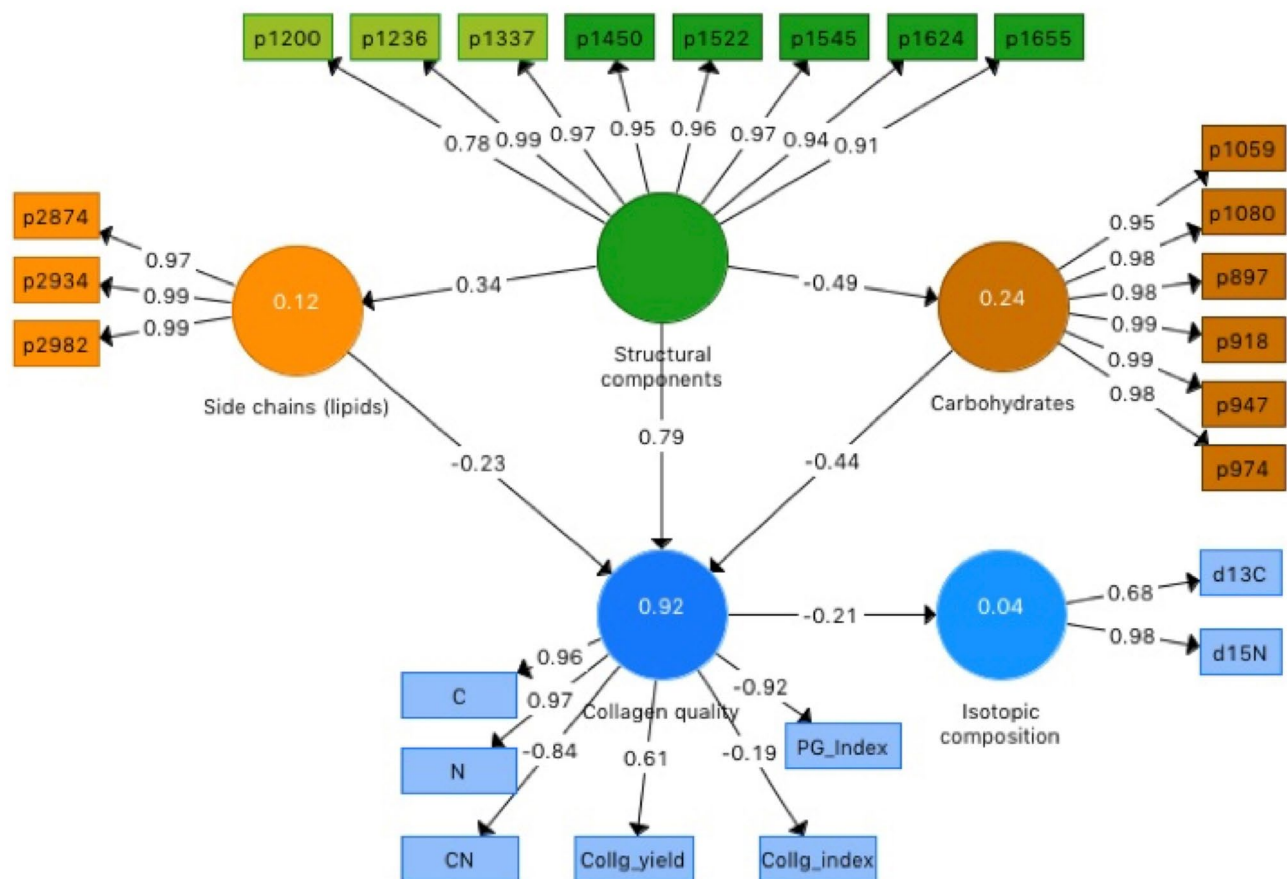 p1200
p1236
p1337
p1450
p1522
p1545
p1624
p1655
0.78
0.99
0.97
0.95
0.96
0.97
0.94
0.91
p2874
p2934
p2982
0.97
0.99
0.99
0.12
Side chains (lipids)
0.34
Structural
components
-0.49
0.24
Carbohydrates
0.95
0.98
0.98
0.99
0.99
0.98
p1059
p1080
p897
p918
p947
p974
-0.23
0.79
-0.44
0.92
Collagen quality
-0.21
0.04
Isotopic
composition
0.68
0.98
d13C
d15N
0.96
0.97
-0.84
0.61
-0.19
-0.92
C
N
CN
Collg_yield
Collg_index
PG_Index